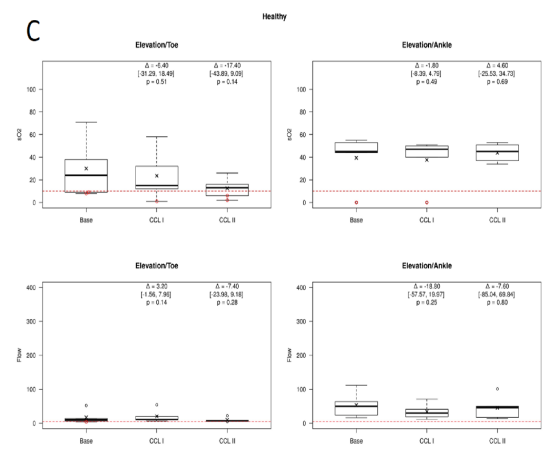 Healthy
C
Elevation/Toe
Δ = -6.40
[-31.29, 18.49]
p = 0.51
Δ = -17.40
[-43.89, 9.09]
p = 0.14
sO2
100
80
60
40
20
0
Base
CCL I
CCL II
Elevation/Ankle
Δ = -1.80
[-8.39, 4.79]
p = 0.49
Δ = 4.60
[-25.53, 34.73]
p = 0.69
sO2
100
80
60
40
20
0
Base
CCL I
CCL II
Elevation/Toe
Δ = 3.20
[-1.56, 7.96]
p = 0.14
Δ = -7.40
[-23.98, 9.18]
p = 0.28
Flow
400
300
200
100
0
Base
CCL I
CCL II
Elevation/Ankle
Δ = -18.80
[-57.57, 19.97]
p = 0.25
Δ = -7.60
[-85.04, 69.84]
p = 0.80
Flow
400
300
200
100
0
Base
CCL I
CCL II